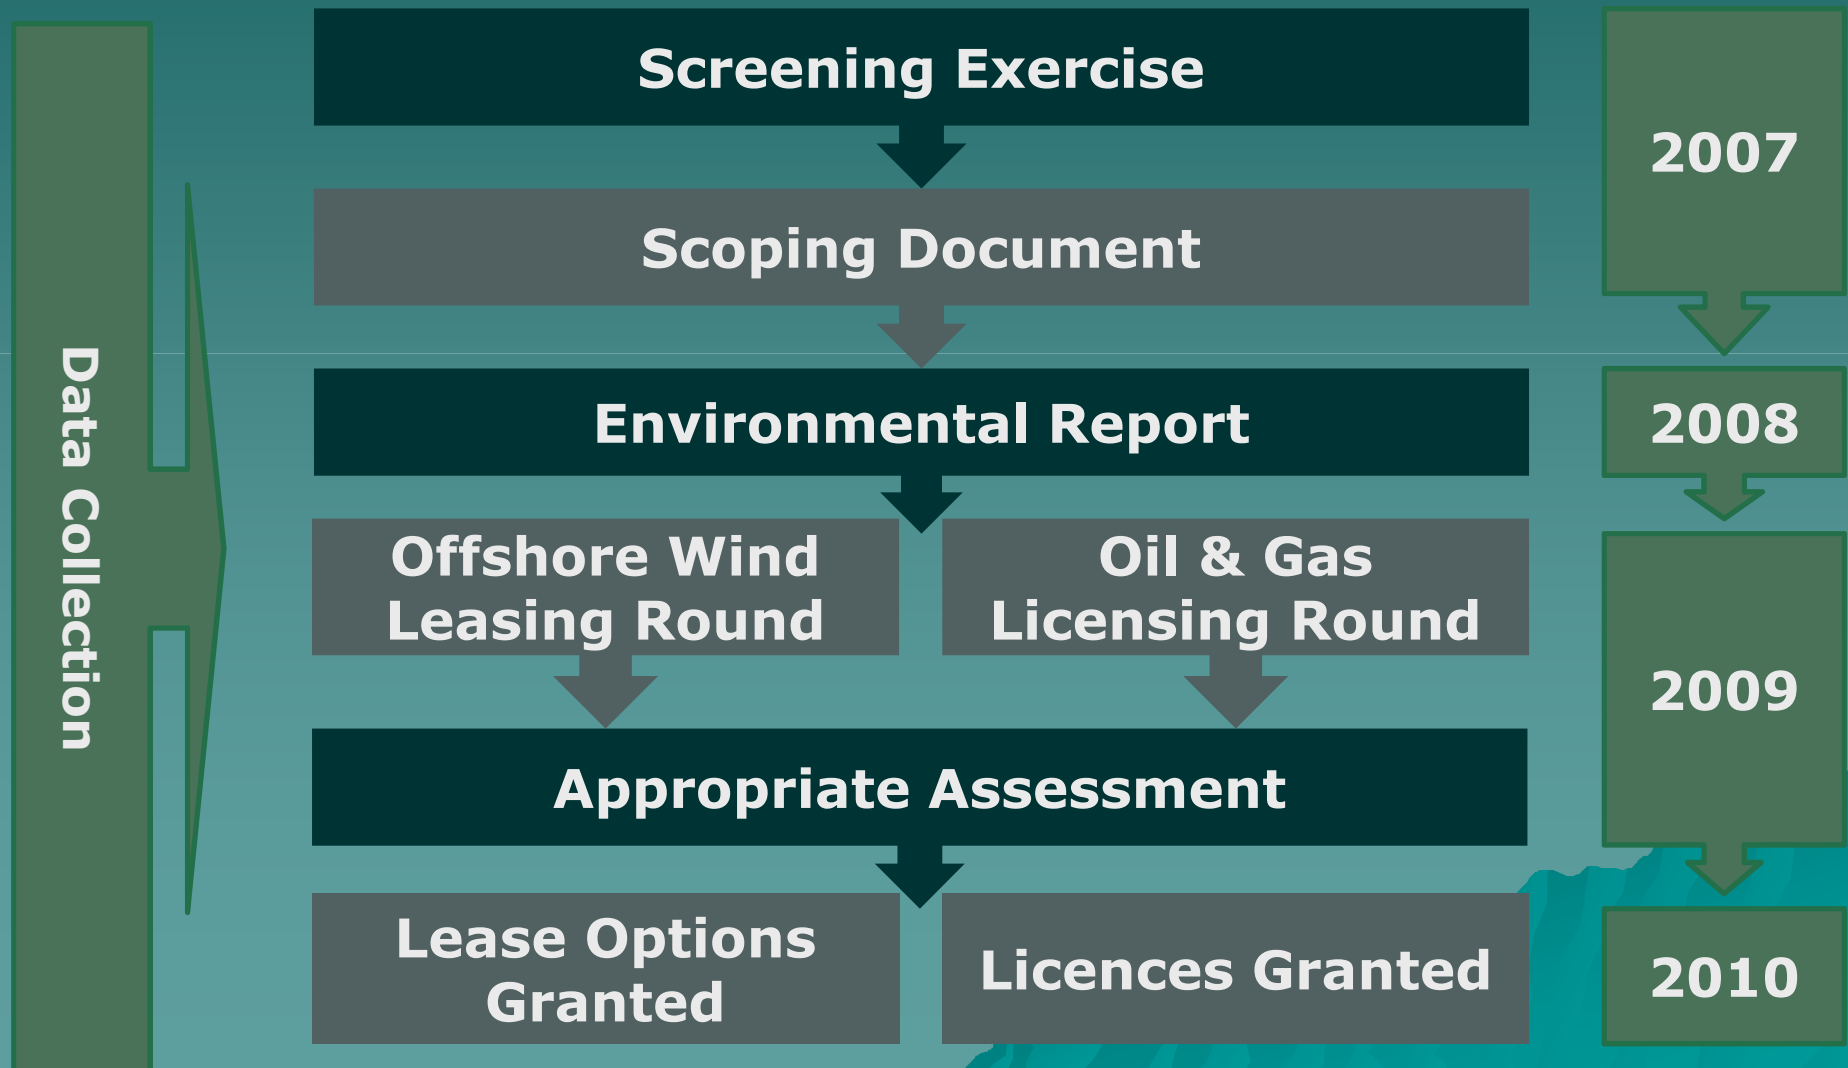 Data Collection
Screening Exercise
Scoping Document
Environmental Report
Offshore Wind
Leasing Round
Oil & Gas
Licensing Round
Appropriate Assessment
Lease Options
Granted
Licences Granted
2007
2008
2009
2010